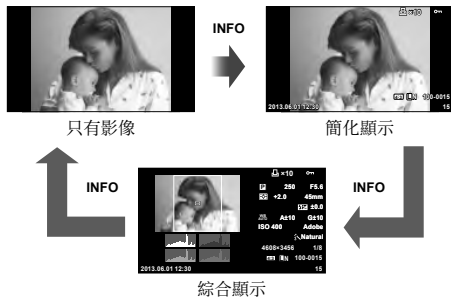 INFO
×10
2013.06.01 12:30
L N 100-0015
15
只有影像
簡化顯示
INFO
INFO
×10
P 250 F5.6
+2.0 45mm
±0.0
A±10 G±10
ISO 400 Adobe
Natural
4608×3456 1/8
L N 100-0015
2013.06.01 12:30 15
綜合顯示